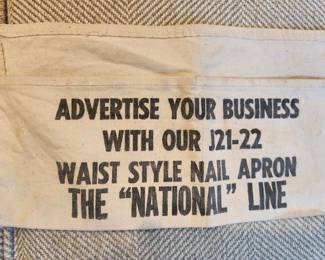 ADVERTISE YOUR BUSINESS
WITH OUR J21-22
WAIST STYLE NAIL APRON
THE "NATIONAL" LINE